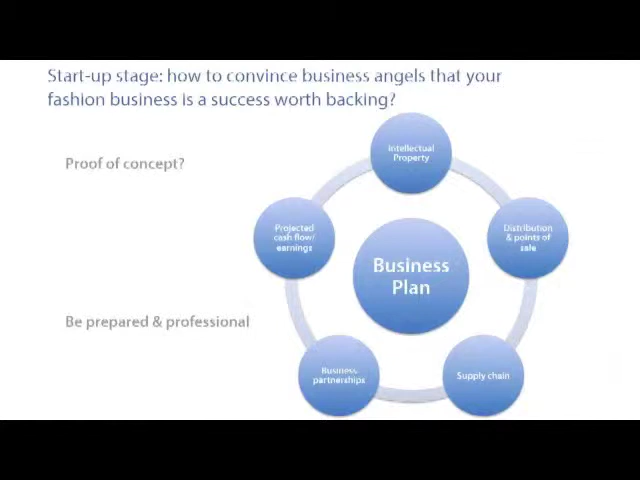 Start-up stage: how to convince business angels that your
fashion business is a success worth backing?
Proof of concept?
Intellectual
Property
Projected
cash flow/
earnings
Distribution
& points of
sale
Business
Plan
Be prepared & professional
Business
partnerships
Supply chain